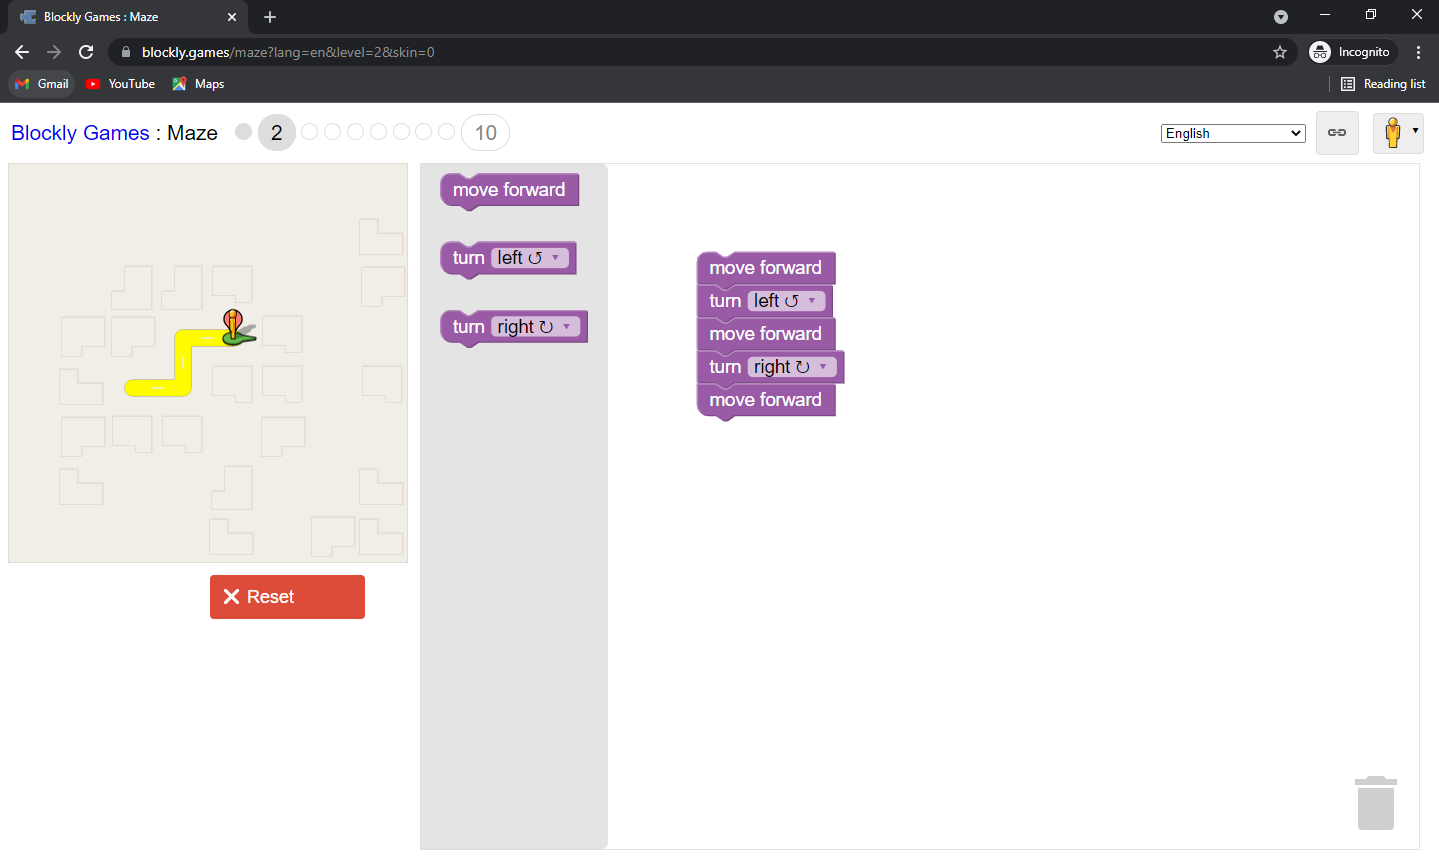 Blockly Games : Maze
blockly.games/maze?lang=en&level=2&skin=0
Incognito
Gmail
YouTube
Maps
Reading list
Blockly Games : Maze
2
10
English
move forward
turn left
turn right
move forward
turn left
move forward
turn right
move forward
Reset